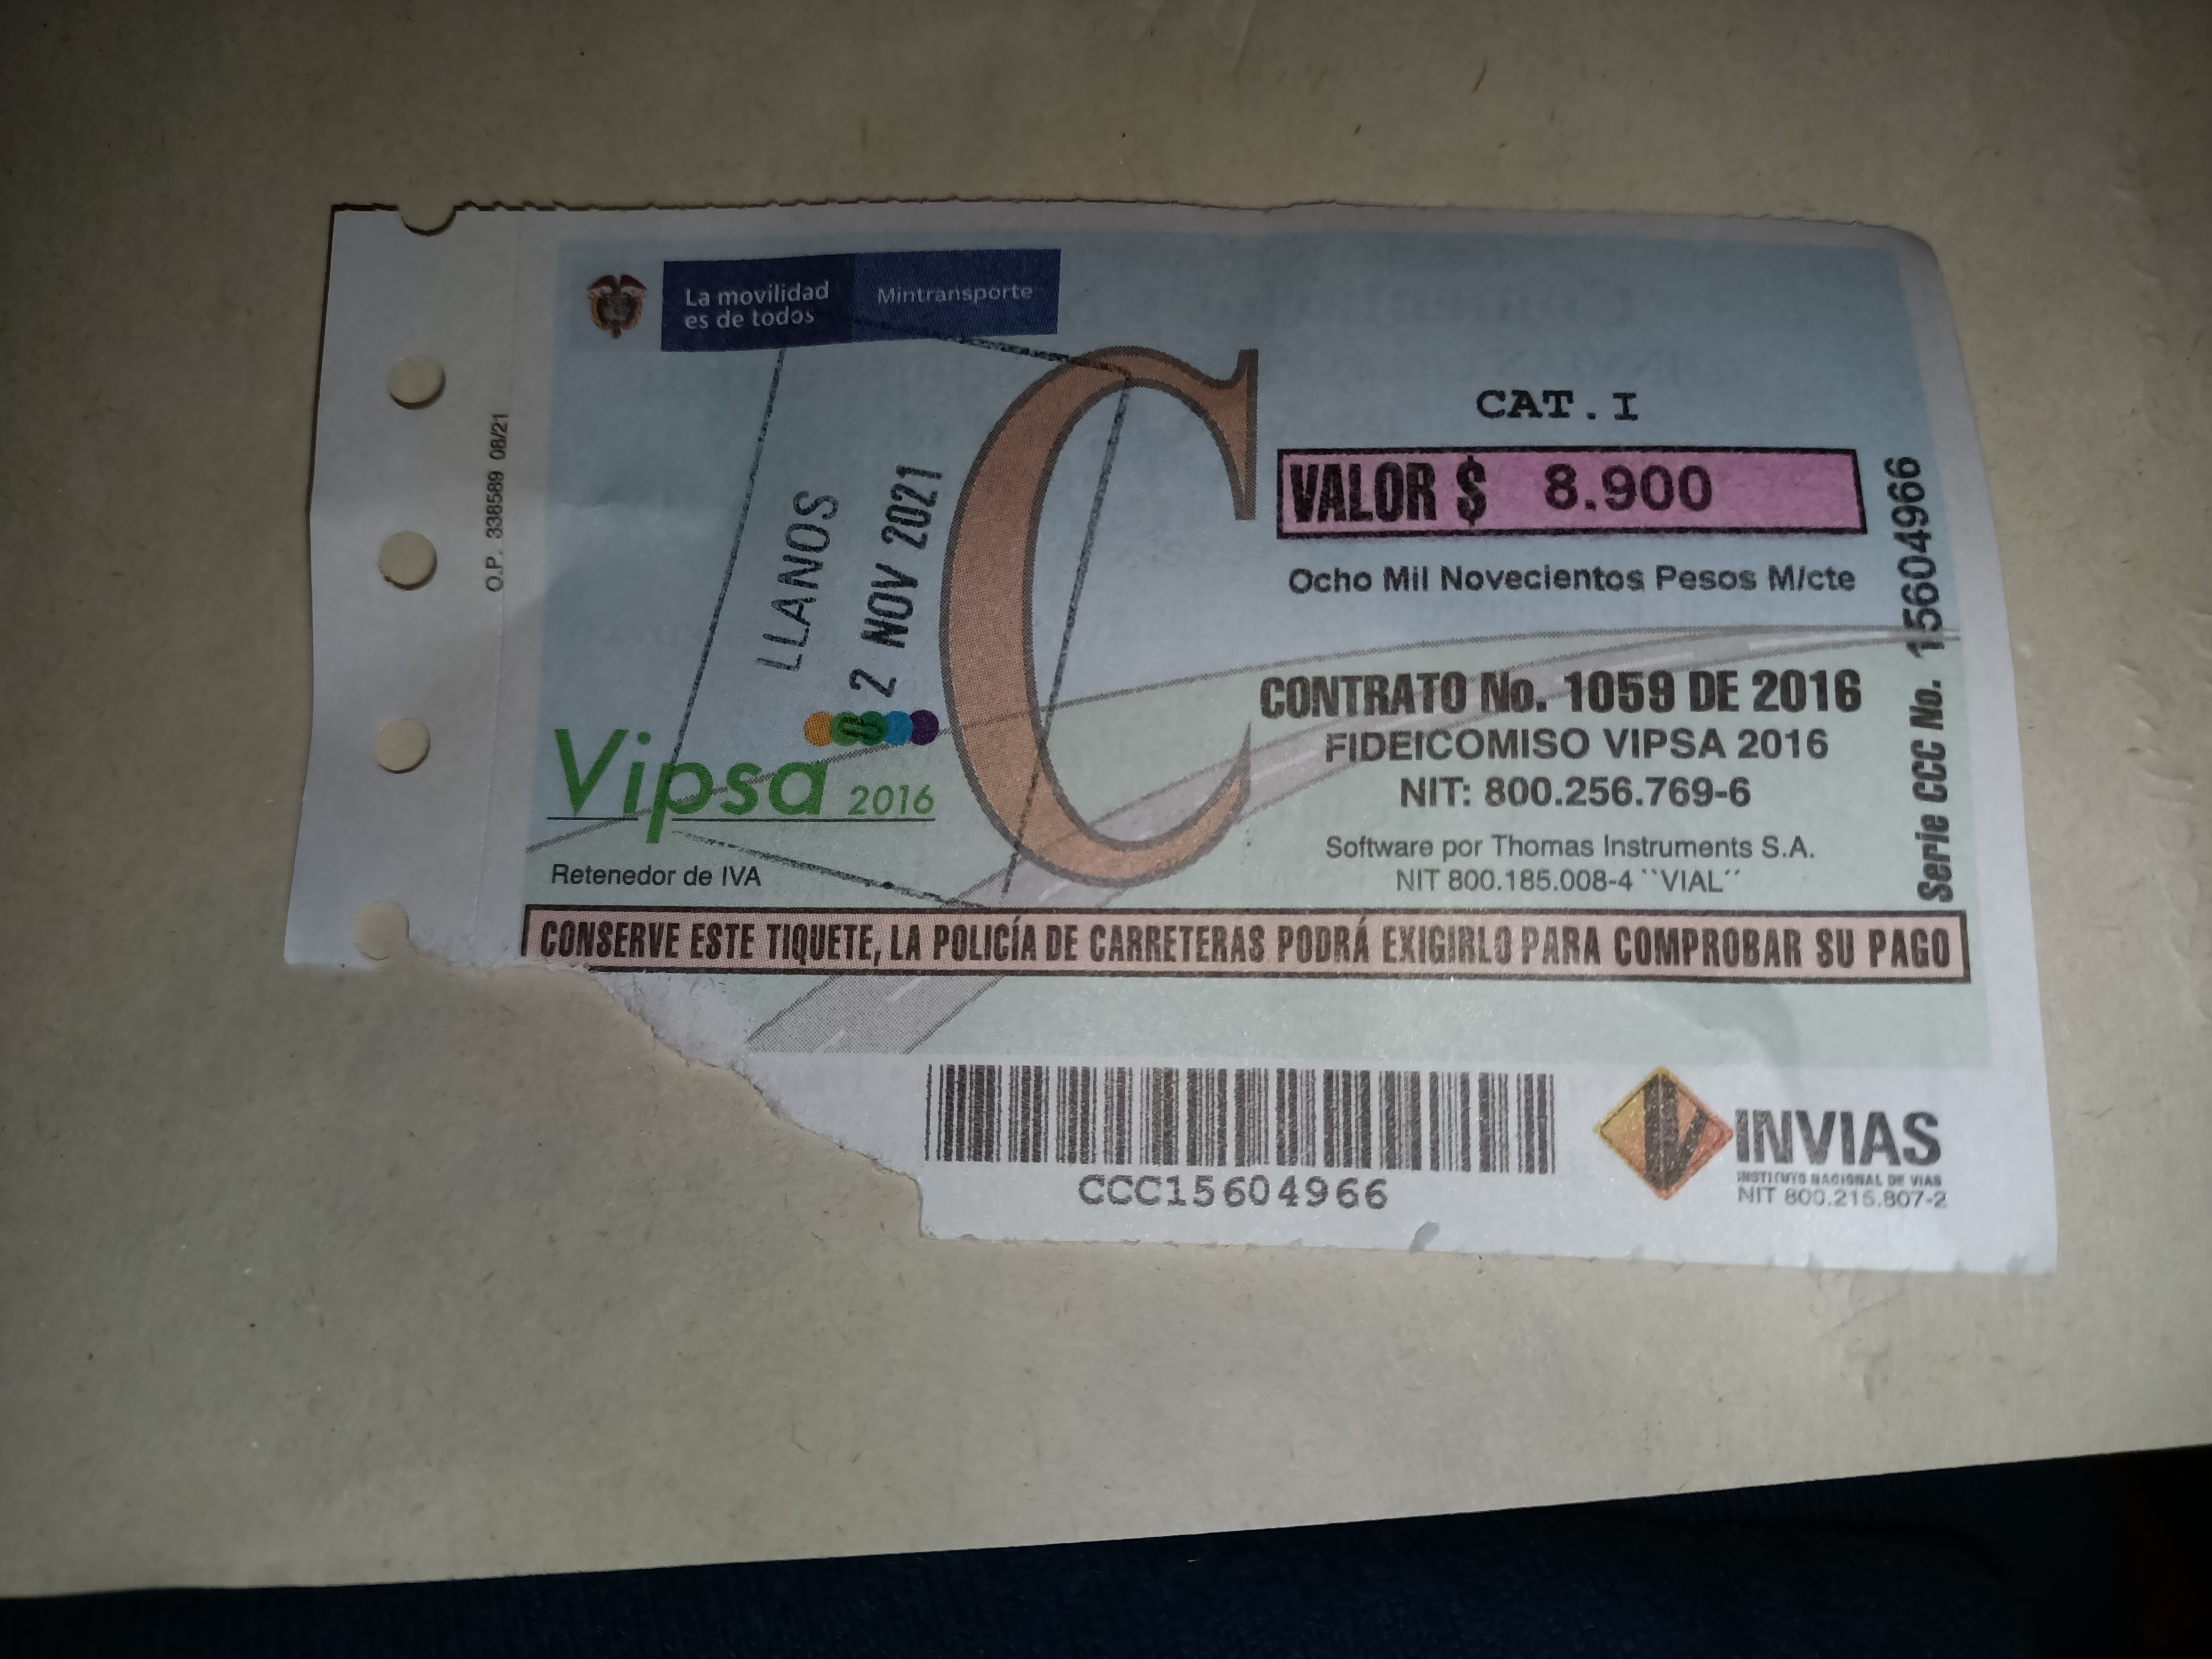 La movilidad
es de todos
Mintransporte
O.P. 338589 08/21
LLANOS
2 NOV 2021
Vipsa 2016
Retenedor de IVA
C
CAT.I
VALOR $ 8.900
Ocho Mil Novecientos Pesos M/cte
CONTRATO No. 1059 DE 2016
FIDEICOMISO VIPSA 2016
NIT: 800.256.769-6
Software por Thomas Instruments S.A.
NIT 800.185.008-4 ``VIAL´´
Serie CCC No. 15604966
CONSERVE ESTE TIQUETE, LA POLICÍA DE CARRETERAS PODRÁ EXIGIRLO PARA COMPROBAR SU PAGO
CCC15604966
INVIAS
INSTITUTO NACIONAL DE VIAS
NIT 800.215.807-2